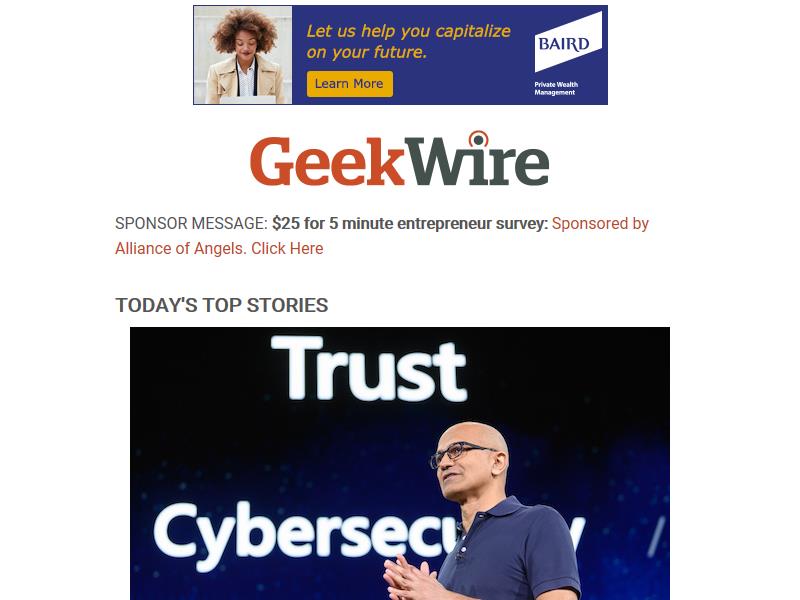 Let us help you capitalize
on your future.
Learn More
BAIRD
Private Wealth
Management
GeekWire
SPONSOR MESSAGE: $25 for 5 minute entrepreneur survey: Sponsored by
Alliance of Angels. Click Here
TODAY'S TOP STORIES
Trust
Cybersecu y /